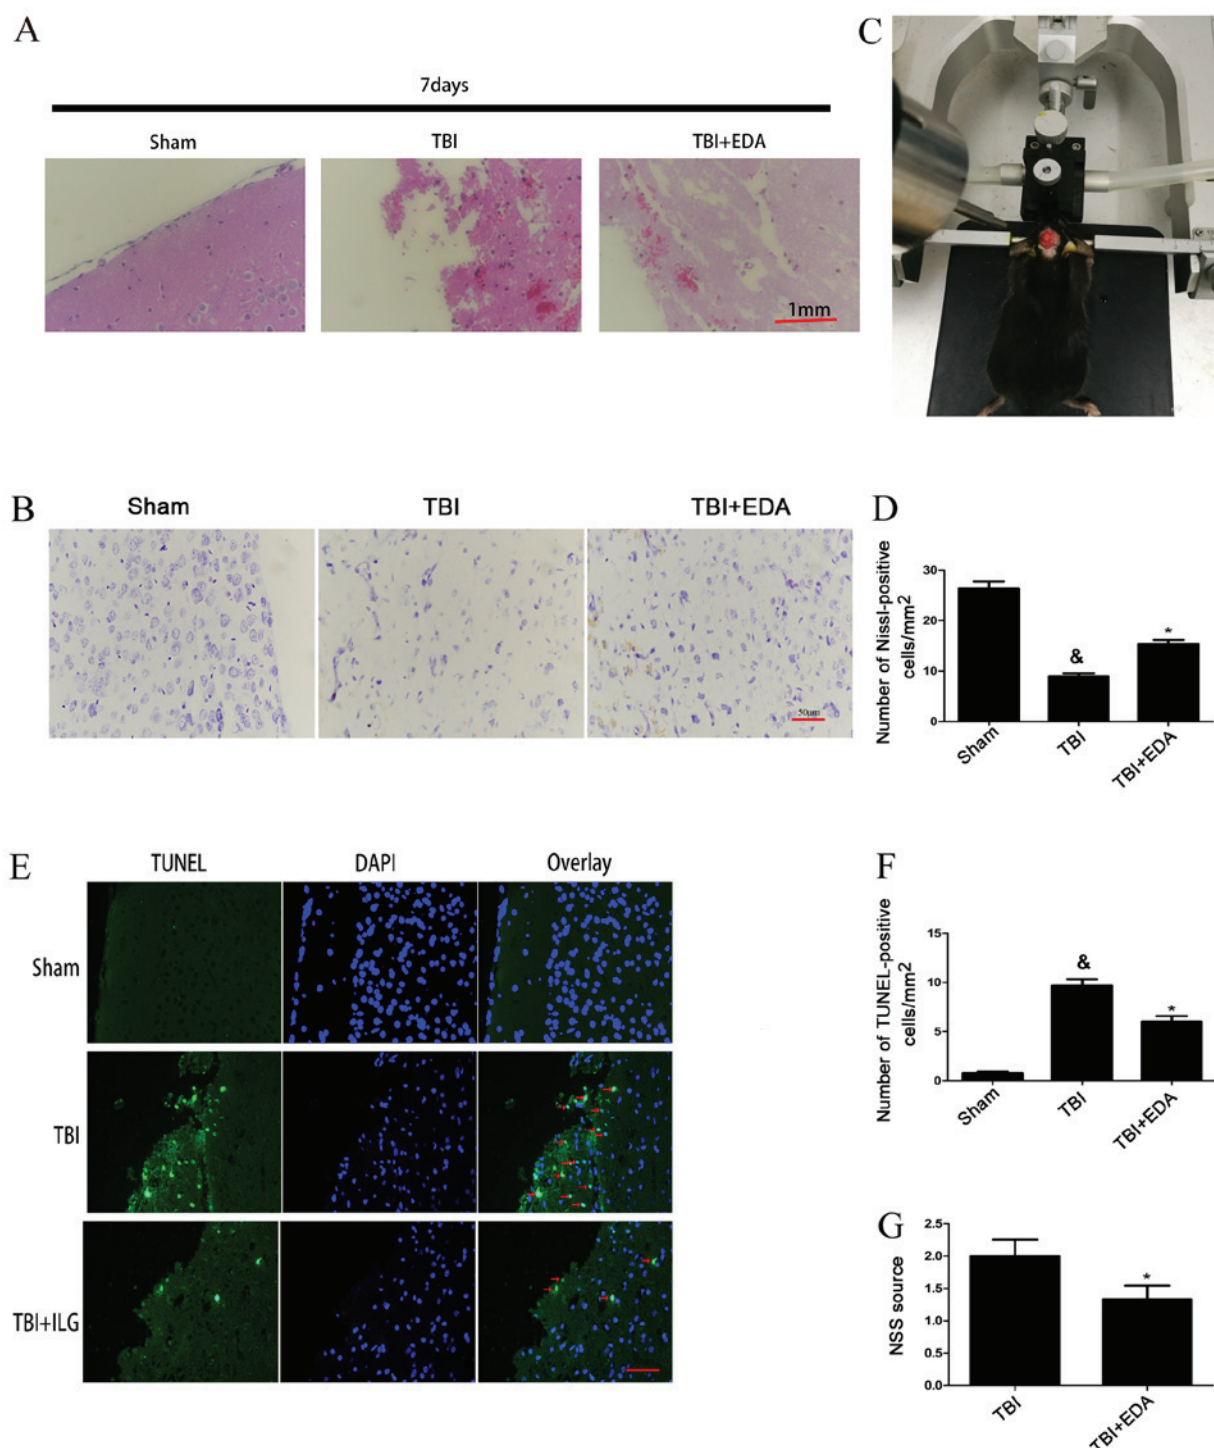 A
7days
Sham
TBI
TBI+EDA
1mm
C
B
Sham
TBI
TBI+EDA
50μm
D
Number of Nissl-positive
cells/mm2
30
20
10
0
Sham
TBI
TBI+EDA
&
*
E
TUNEL
DAPI
Overlay
Sham
TBI
TBI+ILG
F
Number of TUNEL-positive
cells/mm2
15
10
5
0
Sham
TBI
TBI+EDA
&
*
G
NSS source
2.5
2.0
1.5
1.0
0.5
0.0
TBI
TBI+EDA
*